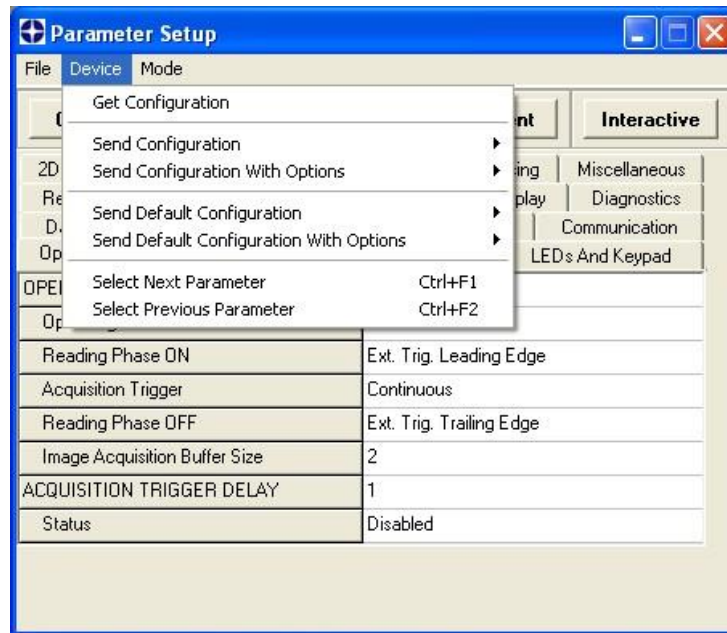 Parameter Setup
File Device Mode
Get Configuration
Interactive
Send Configuration
Send Configuration With Options
2D
Miscellaneous
Diagnostics
Send Default Configuration
Send Default Configuration With Options
Communication
LEDs And Keypad
Select Next Parameter Ctrl+F1
Select Previous Parameter Ctrl+F2
Reading Phase ON Ext. Trig. Leading Edge
Acquisition Trigger Continuous
Reading Phase OFF Ext. Trig. Trailing Edge
Image Acquisition Buffer Size 2
ACQUISITION TRIGGER DELAY 1
Status Disabled